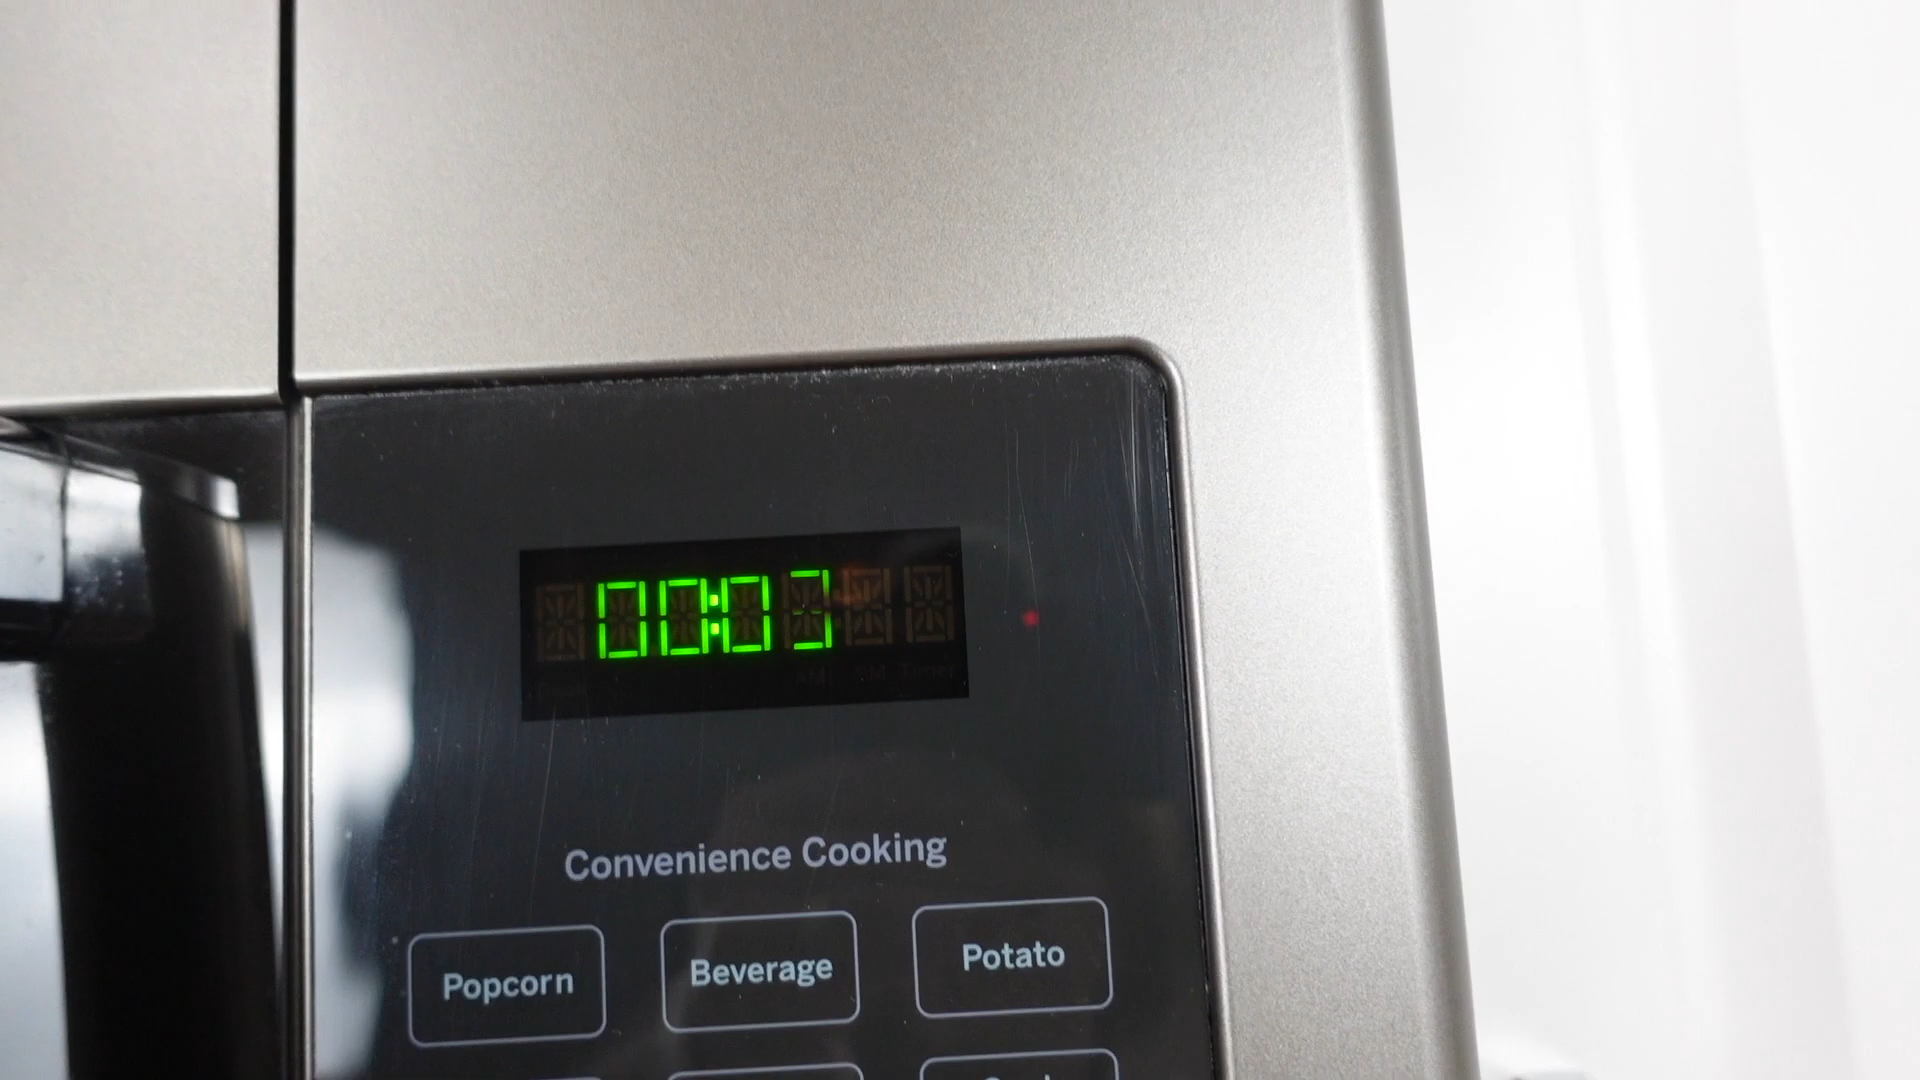 00:03
Convenience Cooking
Popcorn
Beverage
Potato